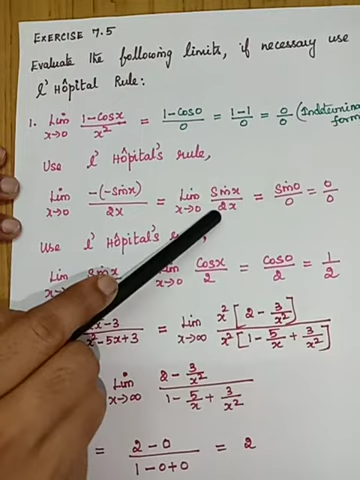 EXERCISE 7.5
Evaluate the following limits, if necessary use
l' Hôpital Rule:
1. Lim x→0 (1-cosx)/x² = (1-cos0)/0 = (1-1)/0 = 0/0 (Indeterminate form
Use l' Hôpital's rule,
Lim x→0 -(-sinx)/2x = Lim x→0 sinx/2x = sin0/0 = 0/0
Use l' Hôpital's
Lim sinx cosx/2 = cos0/2 = 1/2
x-3/x²-5x+3 = Lim x→∞ x²[2 - 3/x²]/x²[1 - 5/x + 3/x²]
Lim x→∞ (2 - 3/x²)/(1 - 5/x + 3/x²)
= (2-0)/(1-0+0) = 2